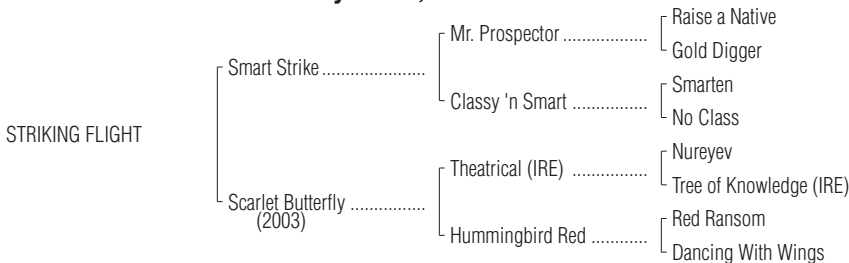 Raise a Native
Mr. Prospector ..................
Gold Digger
Smart Strike......................
Smarten
Classy 'n Smart ................
No Class
STRIKING FLIGHT
Nureyev
Theatrical (IRE) ................
Tree of Knowledge (IRE)
Scarlet Butterfly ................
(2003)
Red Ransom
Hummingbird Red ............
Dancing With Wings